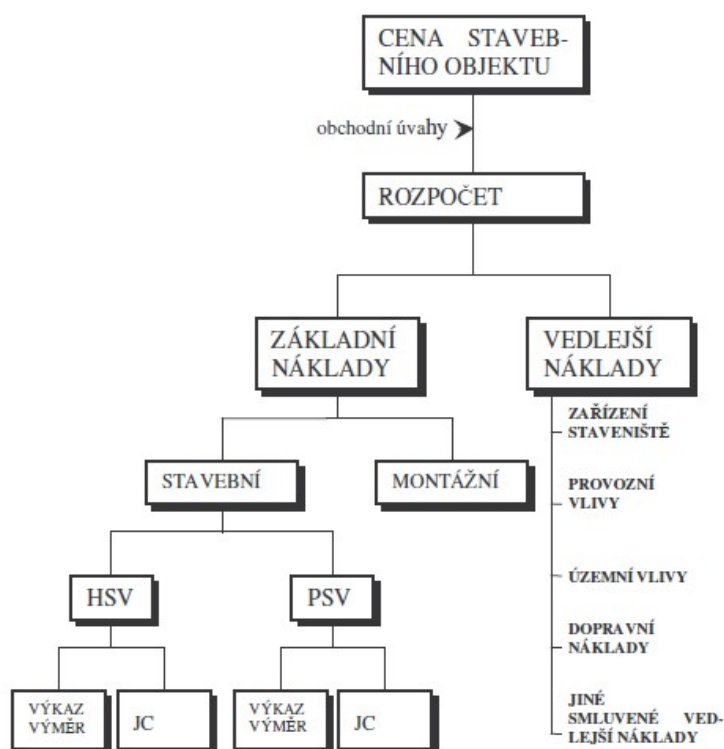 CENA STAVEB-
NÍHO OBJEKTU
obchodní úvahy
ROZPOČET
ZÁKLADNÍ
NÁKLADY
VEDLEJŠÍ
NÁKLADY
ZAŘÍZENÍ
STAVENIŠTĚ
STAVEBNÍ
MONTÁŽNÍ
PROVOZNÍ
VLIVY
ÚZEMNÍ VLIVY
HSV
PSV
DOPRAVNÍ
NÁKLADY
VÝKAZ
VÝMĚR
JC
VÝKAZ
VÝMĚR
JC
JINÉ
SMLUVENÉ VED-
LEJŠÍ NÁKLADY